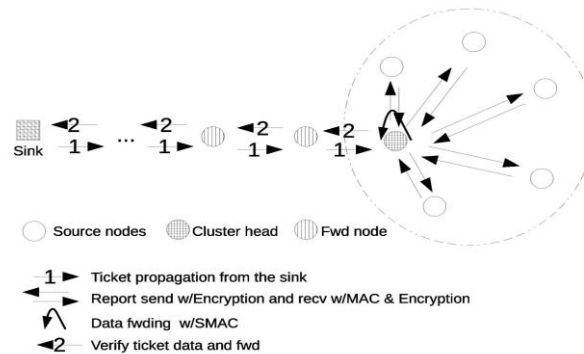 2 2 2 2
...
Sink 1 1 1 1
Source nodes Cluster head Fwd node
1 Ticket propagation from the sink
Report send w/Encryption and recv w/MAC & Encryption
Data fwding w/SMAC
2 Verify ticket data and fwd